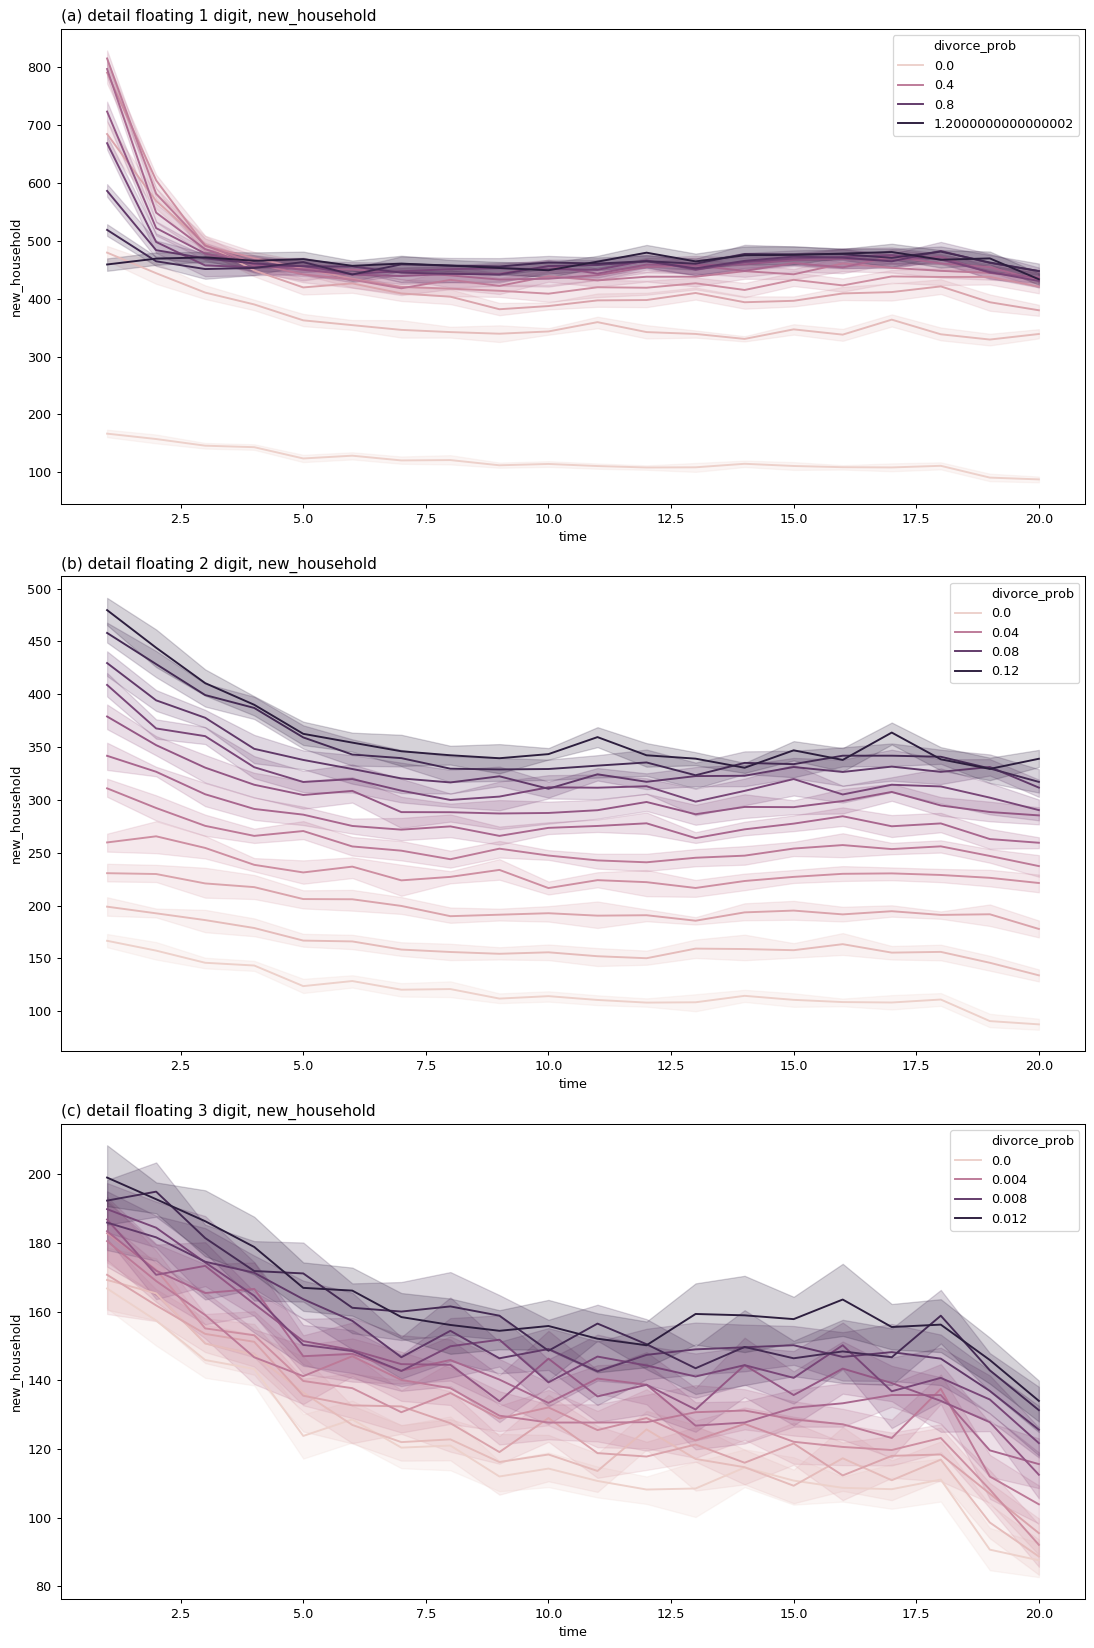 (a) detail floating 1 digit, new_household
divorce_prob
0.0
0.4
0.8
1.2000000000000002
800
700
600
500
400
300
200
100
new_household
2.5 5.0 7.5 10.0 12.5 15.0 17.5 20.0
time
(b) detail floating 2 digit, new_household
divorce_prob
0.0
0.04
0.08
0.12
500
450
400
350
300
250
200
150
100
new_household
2.5 5.0 7.5 10.0 12.5 15.0 17.5 20.0
time
(c) detail floating 3 digit, new_household
divorce_prob
0.0
0.004
0.008
0.012
200
180
160
140
120
100
80
new_household
2.5 5.0 7.5 10.0 12.5 15.0 17.5 20.0
time